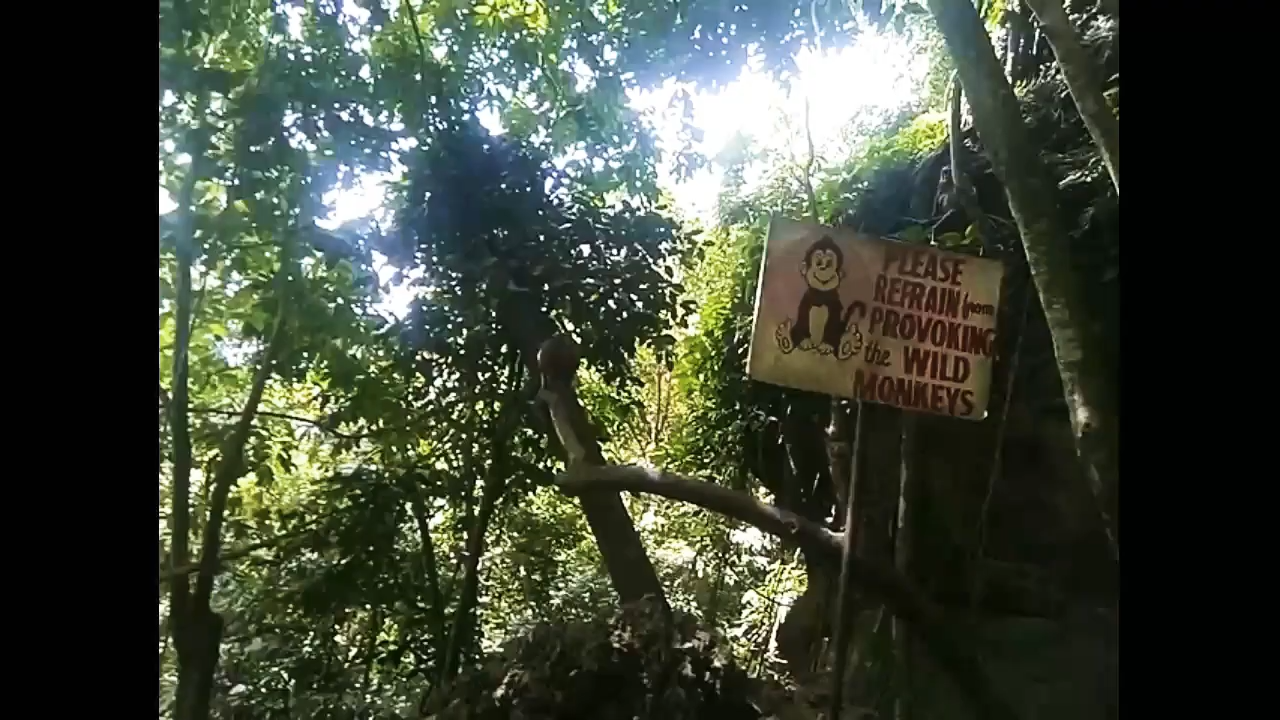 PLEASE
REFRAIN from
PROVOKING
the WILD
MONKEYS